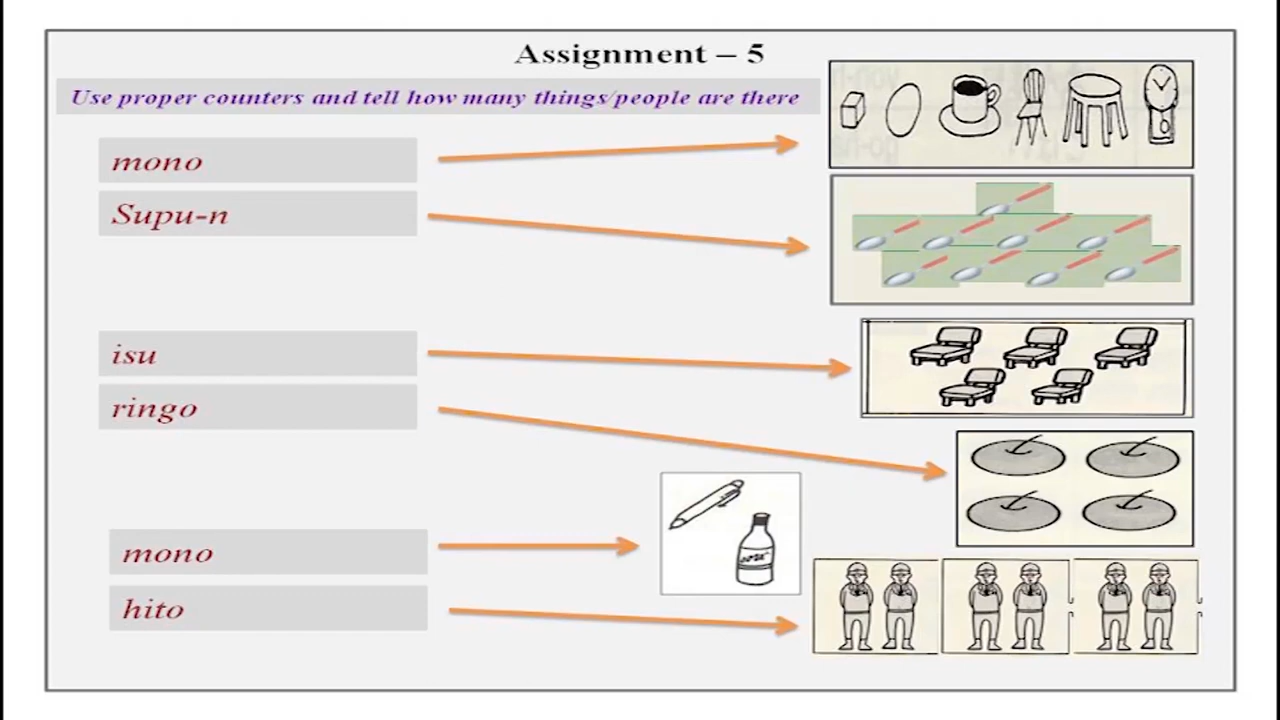 Assignment – 5
Use proper counters and tell how many things/people are there
mono
Supu-n
isu
ringo
mono
hito